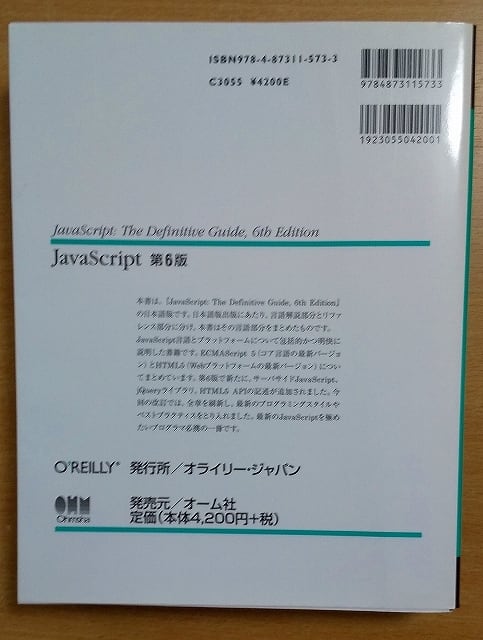 ISBN978-4-87311-573-3
C3055 ¥4200E
9784873115733
1923055042001
JavaScript: The Definitive Guide, 6th Edition
JavaScript 第6版
本書は、『JavaScript: The Definitive Guide, 6th Edition』
の日本語版です。日本語版出版にあたり、言語解説部分とリファ
レンス部分に分け、本書はその言語部分をまとめたものです。
JavaScript言語とプラットフォームについて包括的かつ明快に
説明した書籍です。ECMAScript 5（コア言語の最新バージョ
ン）とHTML5（Webプラットフォームの最新バージョン）につい
てまとめています。第6版で新たに、サーバサイドJavaScript、
jQueryライブラリ、HTML5 APIの記述が追加されました。今
回の改訂では、全章を刷新し、最新のプログラミングスタイルや
ベストプラクティスをとり入れました。最新のJavaScriptを極め
たいプログラマ必携の一冊です。
O'REILLY® 発行所／オライリー・ジャパン
OHM
Ohmsha
発売元／オーム社
定価（本体4,200円+税）